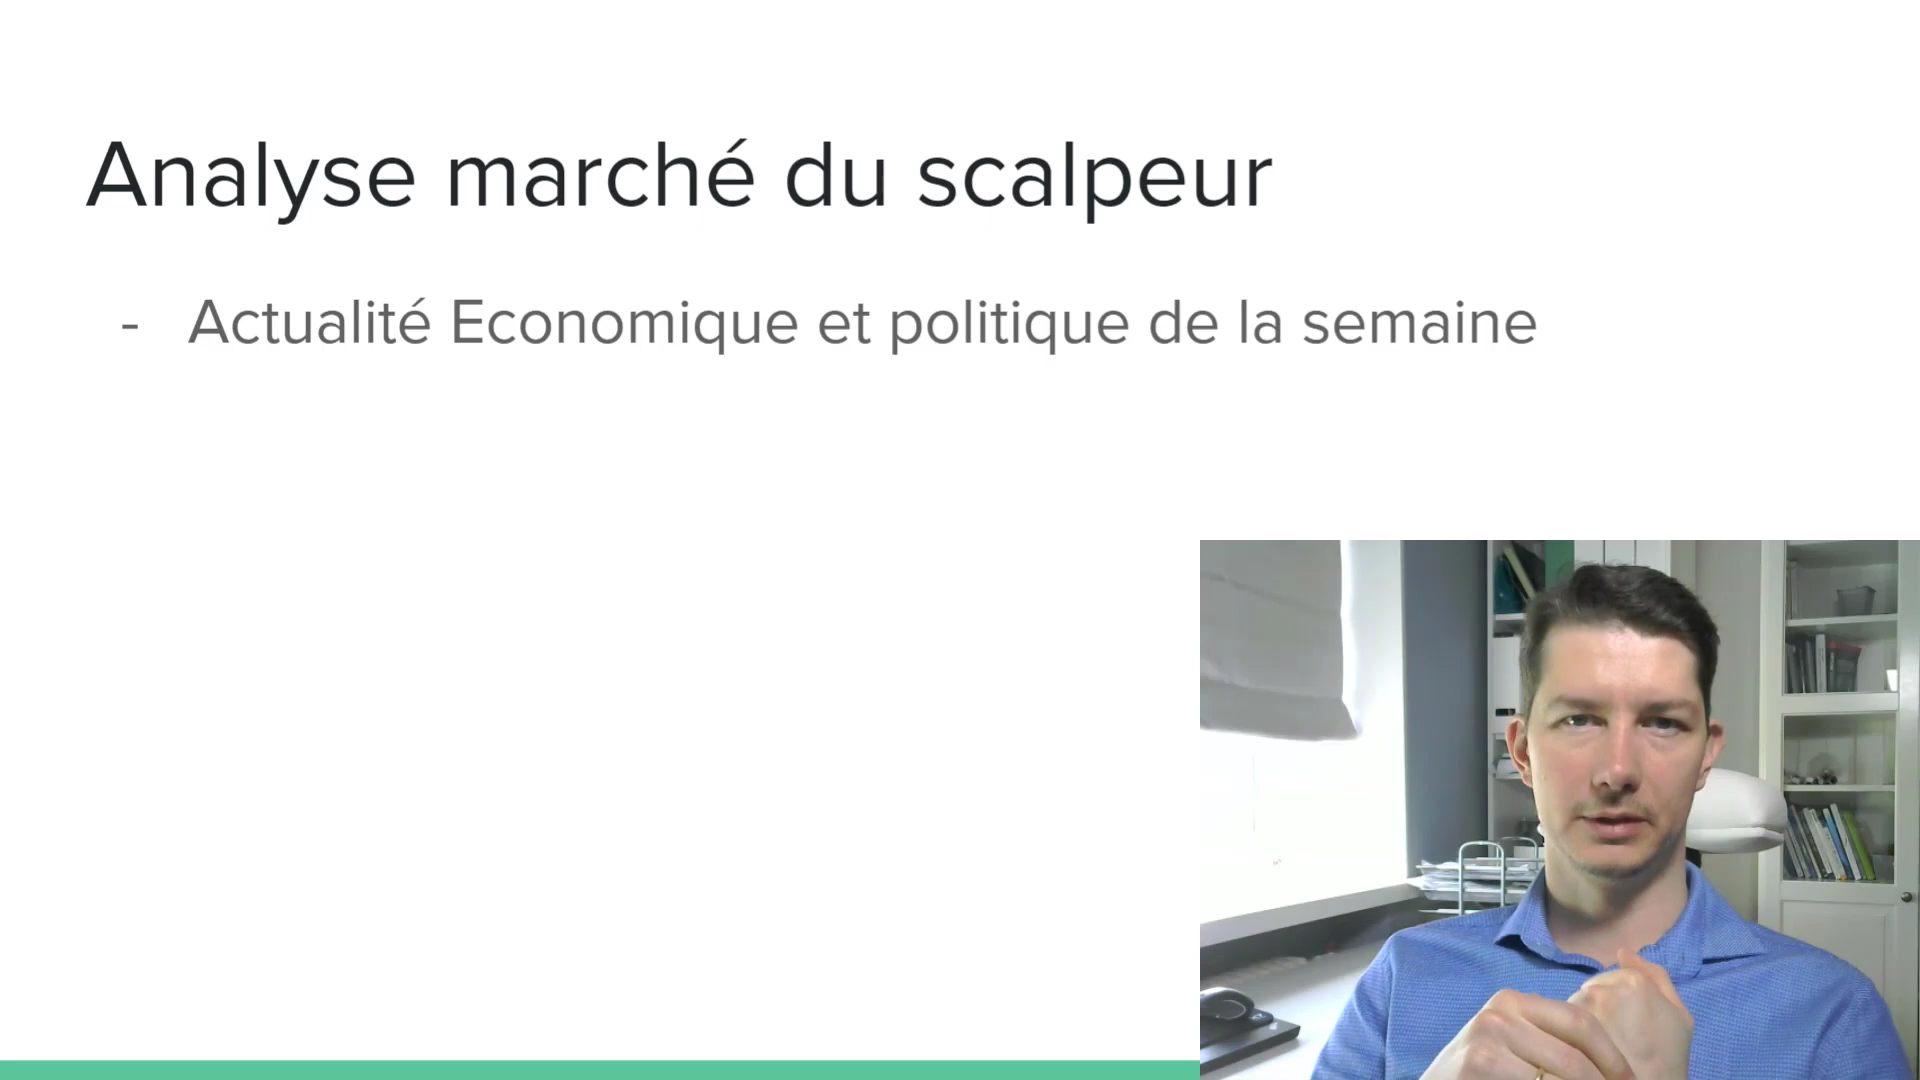 Analyse marché du scalpeur
- Actualité Economique et politique de la semaine